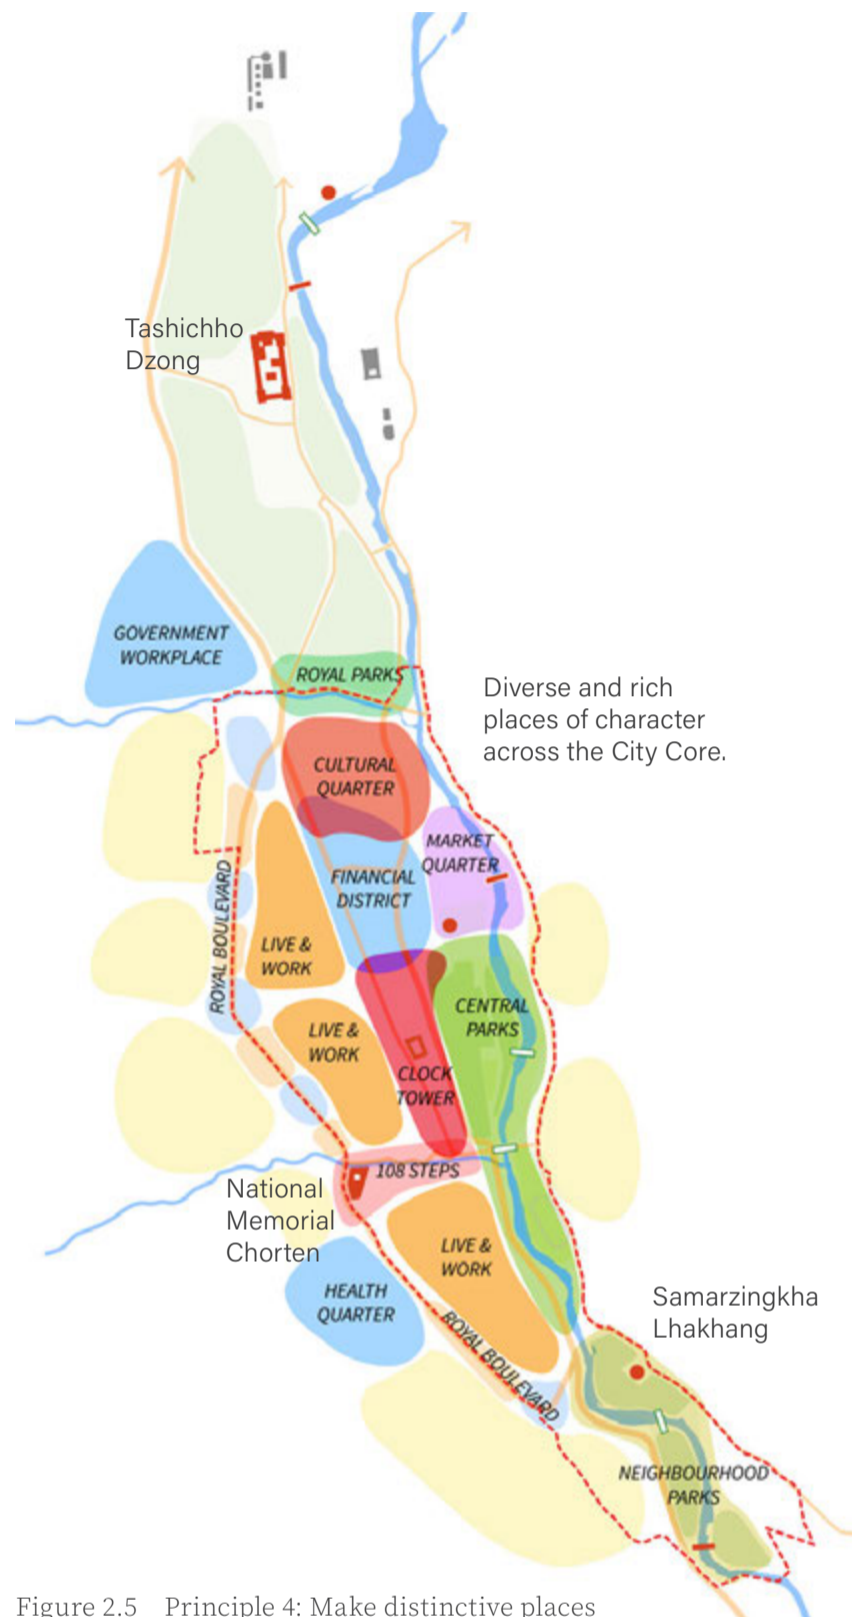 Tashichho
Dzong
GOVERNMENT
WORKPLACE
ROYAL PARKS
Diverse and rich
places of character
across the City Core.
CULTURAL
QUARTER
MARKET
QUARTER
FINANCIAL
DISTRICT
ROYAL BOULEVARD
LIVE &
WORK
CENTRAL
PARKS
LIVE &
WORK
CLOCK
TOWER
108 STEPS
National
Memorial
Chorten
LIVE &
WORK
HEALTH
QUARTER
Samarzingkha
Lhakhang
ROYAL BOULEVARD
NEIGHBOURHOOD
PARKS
Figure 2.5 Principle 4: Make distinctive places